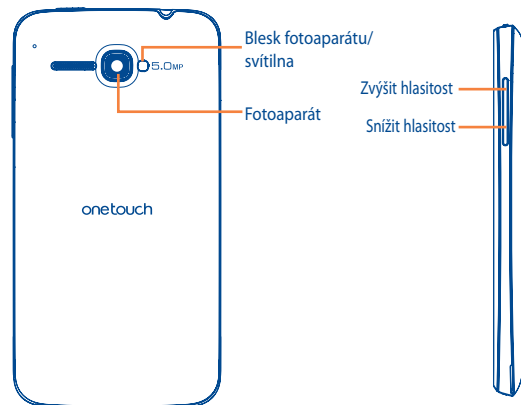 Blesk fotoaparátu/
svítilna
5.0MP
Fotoaparát
onetouch
Zvýšit hlasitost
Snížit hlasitost